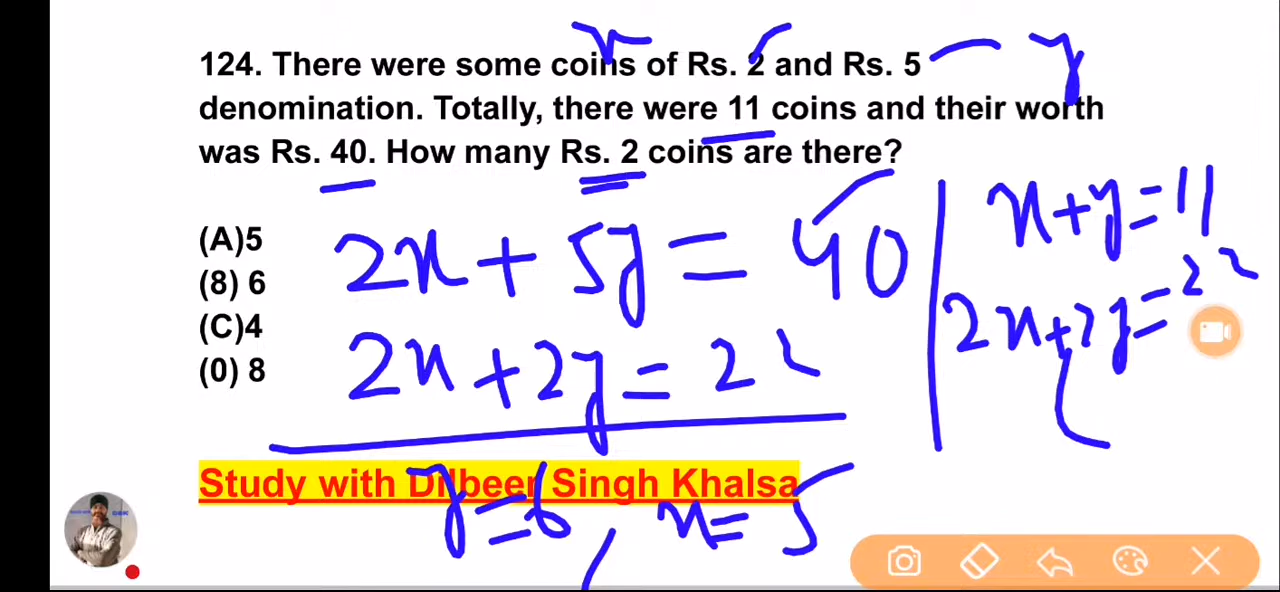 x
y
124. There were some coins of Rs. 2 and Rs. 5
denomination. Totally, there were 11 coins and their worth
was Rs. 40. How many Rs. 2 coins are there?
(A)5
(8) 6
(C)4
(0) 8
2x + 5y = 40
2x + 2y = 22
x + y = 11
2x + 2y = 22
Study with Dilbeer Singh Khalsa
y = 6, x = 5